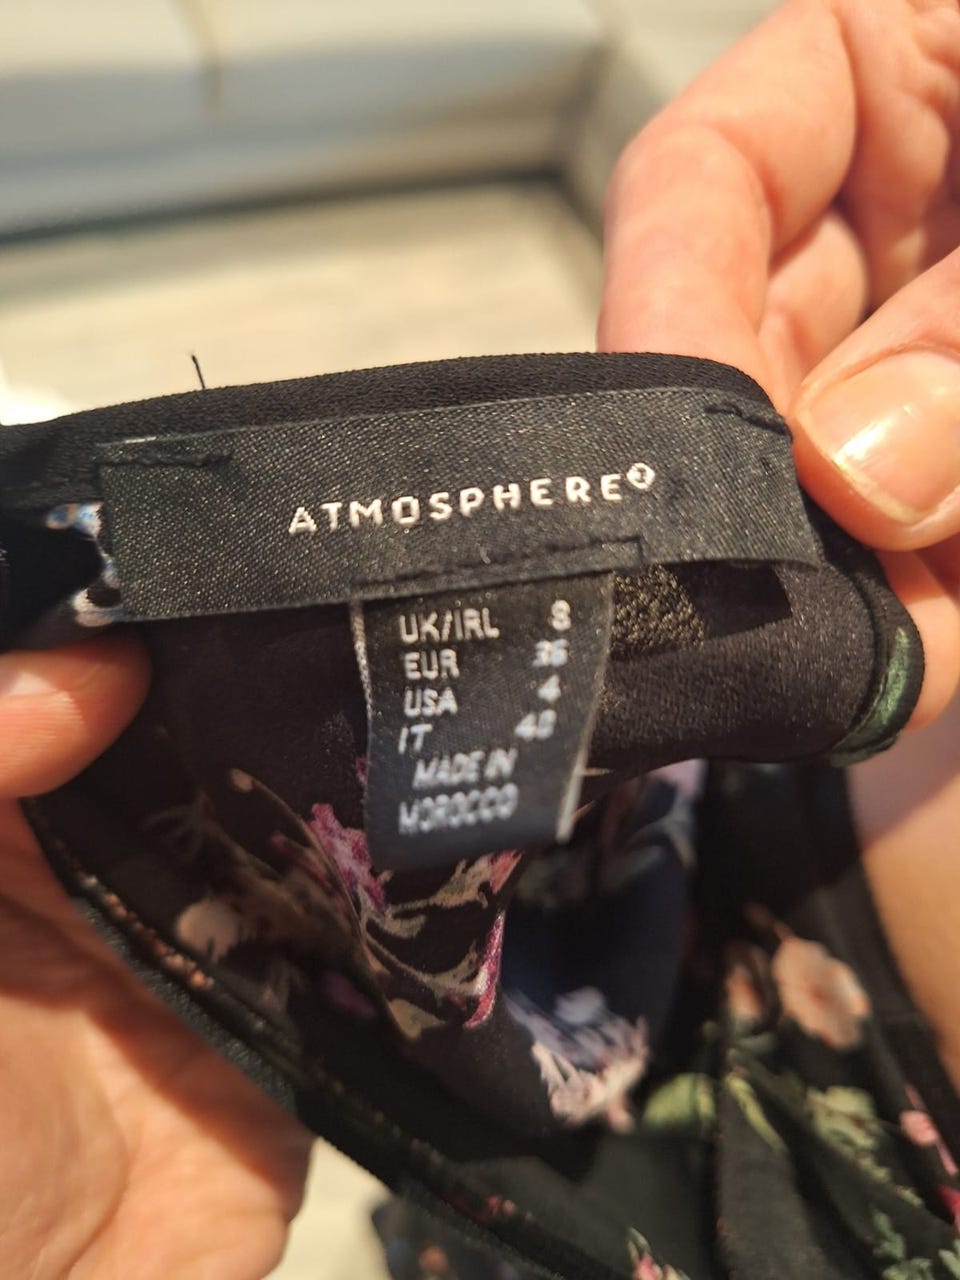 ATMOSPHERE
UK/IRL 8
EUR 36
USA 4
IT 40
MADE IN
MOROCCO